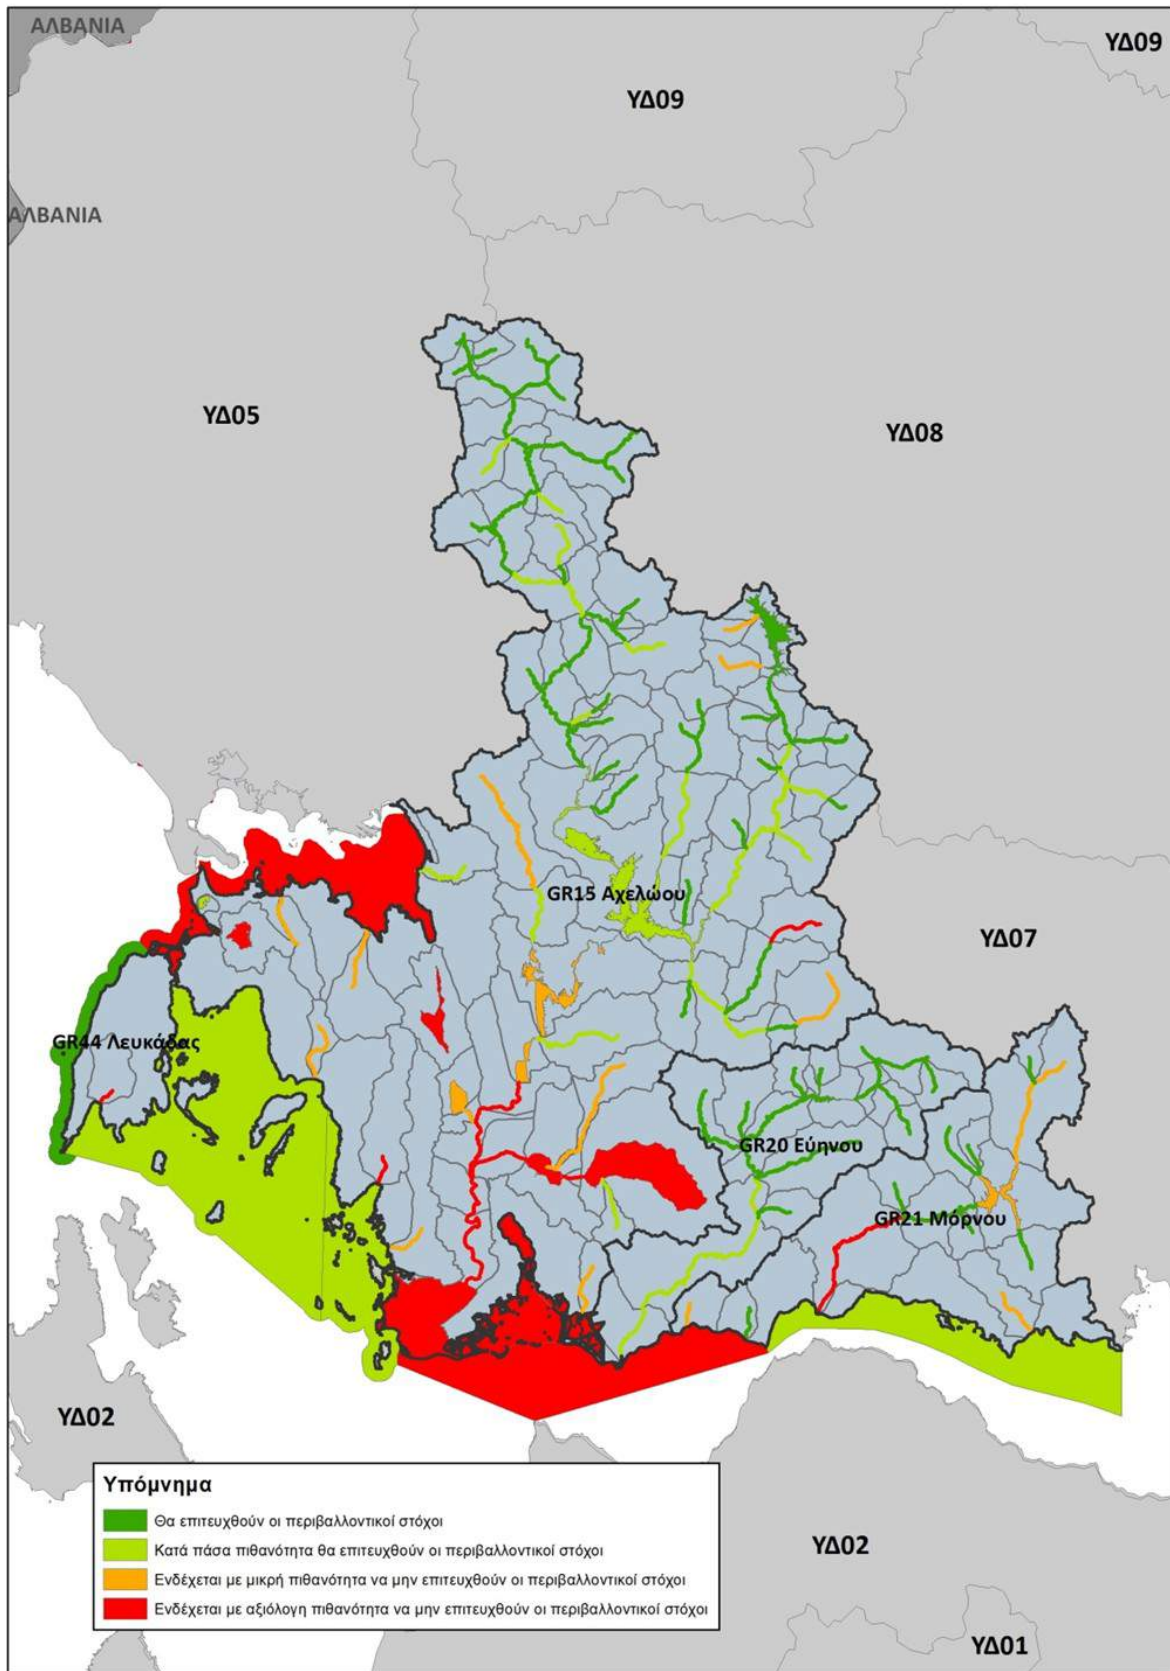 ΑΛΒΑΝΙΑ
ΥΔ09
ΥΔ09
ΑΛΒΑΝΙΑ
ΥΔ05
ΥΔ08
GR15 Αχελώου
ΥΔ07
GR44 Λευκάδας
GR20 Εύηνου
GR21 Μόρνου
ΥΔ02
Υπόμνημα
Θα επιτευχθούν οι περιβαλλοντικοί στόχοι
Κατά πάσα πιθανότητα θα επιτευχθούν οι περιβαλλοντικοί στόχοι
Ενδέχεται με μικρή πιθανότητα να μην επιτευχθούν οι περιβαλλοντικοί στόχοι
Ενδέχεται με αξιόλογη πιθανότητα να μην επιτευχθούν οι περιβαλλοντικοί στόχοι
ΥΔ02
ΥΔ01